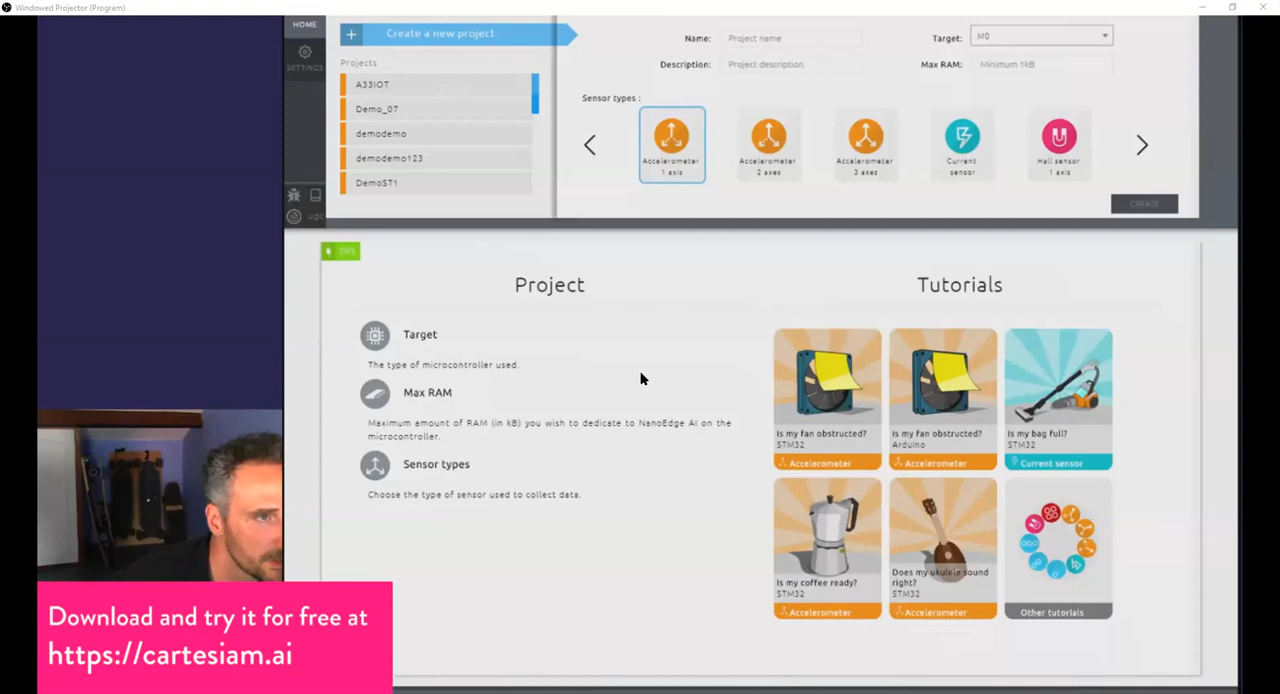 Windowed Projector (Program)
HOME
SETTINGS
Create a new project
Projects
A33IOT
Demo_07
demodemo
demodemo123
DemoST1
Name: Project name
Target: M0
Description: Project description
Max RAM: Minimum 1kB
Sensor types :
Accelerometer
1 axis
Accelerometer
2 axes
Accelerometer
3 axes
Current
sensor
Hall sensor
1 axis
CREATE
TIPS
Project
Target
The type of microcontroller used.
Max RAM
Maximum amount of RAM (in kB) you wish to dedicate to NanoEdge AI on the
microcontroller.
Sensor types
Choose the type of sensor used to collect data.
Tutorials
Is my fan obstructed?
STM32
Accelerometer
Is my fan obstructed?
Arduino
Accelerometer
Is my bag full?
STM32
Current sensor
Is my coffee ready?
STM32
Accelerometer
Does my ukulele sound
right?
STM32
Accelerometer
Other tutorials
Download and try it for free at
https://cartesiam.ai